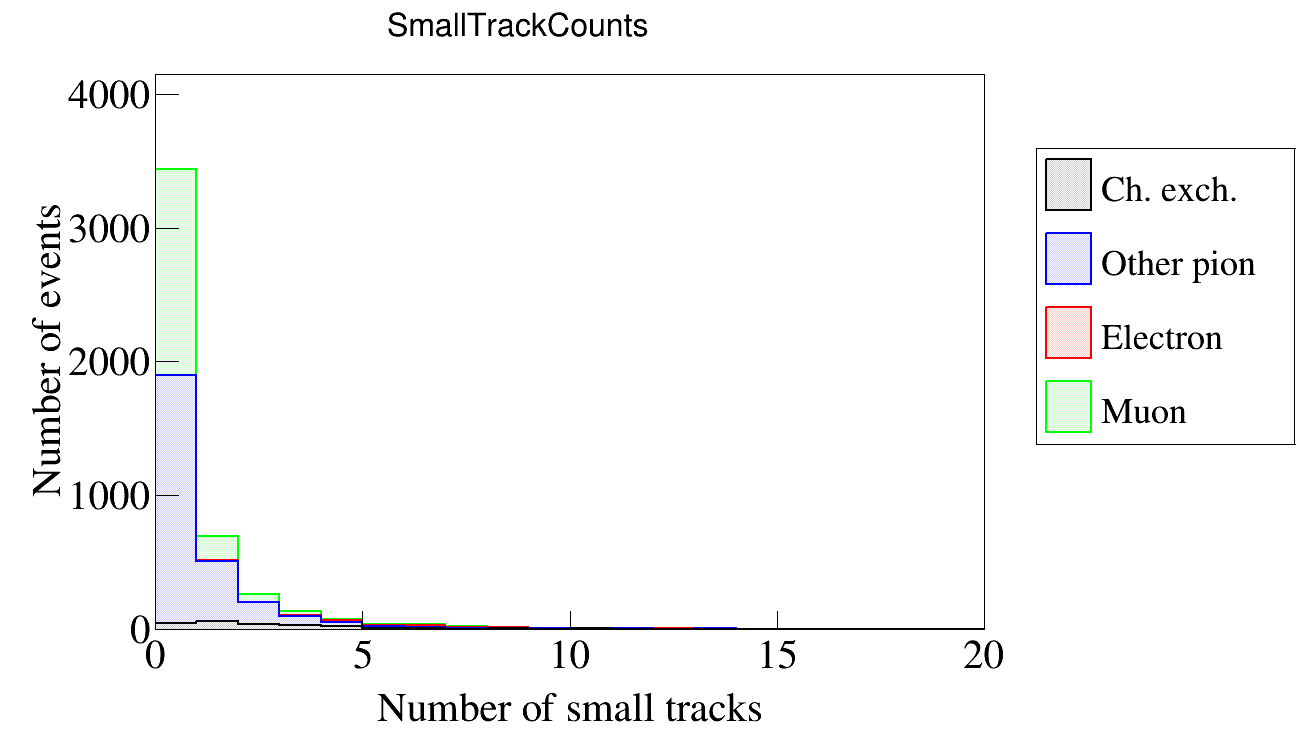 SmallTrackCounts
Number of events
4000
3000
2000
1000
0
0 5 10 15 20
Number of small tracks
Ch. exch.
Other pion
Electron
Muon